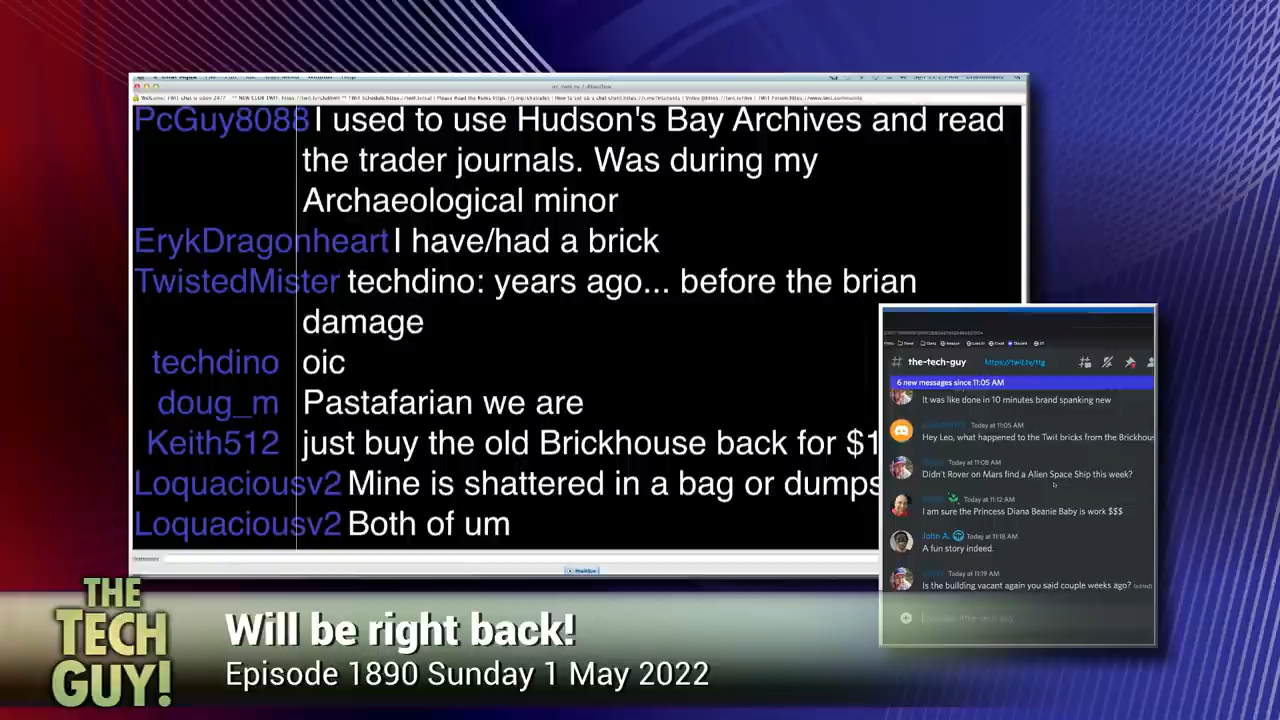 PcGuy8088 I used to use Hudson's Bay Archives and read
the trader journals. Was during my
Archaeological minor
ErykDragonheart I have/had a brick
TwistedMister techdino: years ago... before the brian
damage
techdino oic
doug_m Pastafarian we are
Keith512 just buy the old Brickhouse back for $1
Loquaciousv2 Mine is shattered in a bag or dumps
Loquaciousv2 Both of um
# the-tech-guy https://twit.tv/ttg
6 new messages since 11:05 AM
It was like done in 10 minutes brand spanking new
Today at 11:05 AM
Hey Leo, what happened to the Twit bricks from the Brickhous
Today at 11:08 AM
Didn't Rover on Mars find a Alien Space Ship this week?
Today at 11:12 AM
I am sure the Princess Diana Beanie Baby is work $$$
John A. Today at 11:18 AM
A fun story indeed.
Today at 11:19 AM
Is the building vacant again you said couple weeks ago? (edited)
THE
TECH
GUY!
Will be right back!
Episode 1890 Sunday 1 May 2022